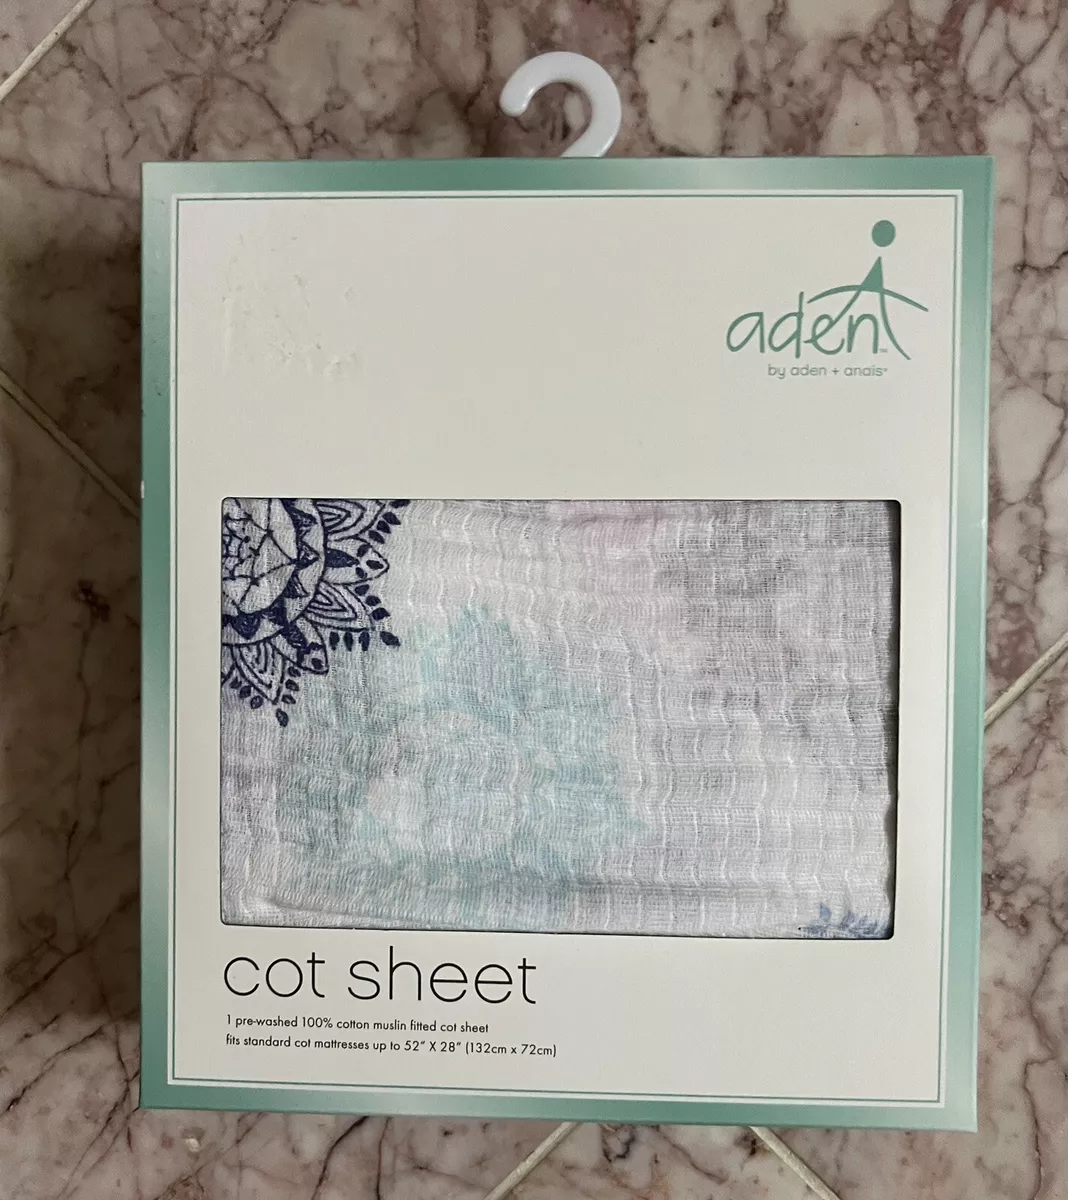 aden™
by aden + anais®
cot sheet
1 pre-washed 100% cotton muslin fitted cot sheet
fits standard cot mattresses up to 52" X 28" (132cm x 72cm)